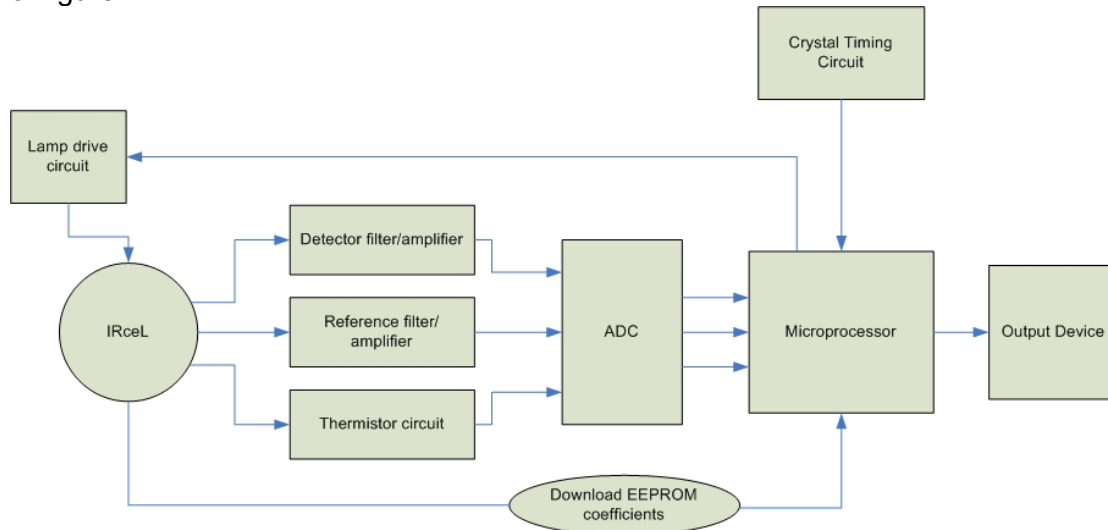 Crystal Timing
Circuit
Lamp drive
circuit
Detector filter/amplifier
IRceL
Reference filter/
amplifier
ADC
Microprocessor
Output Device
Thermistor circuit
Download EEPROM
coefficients